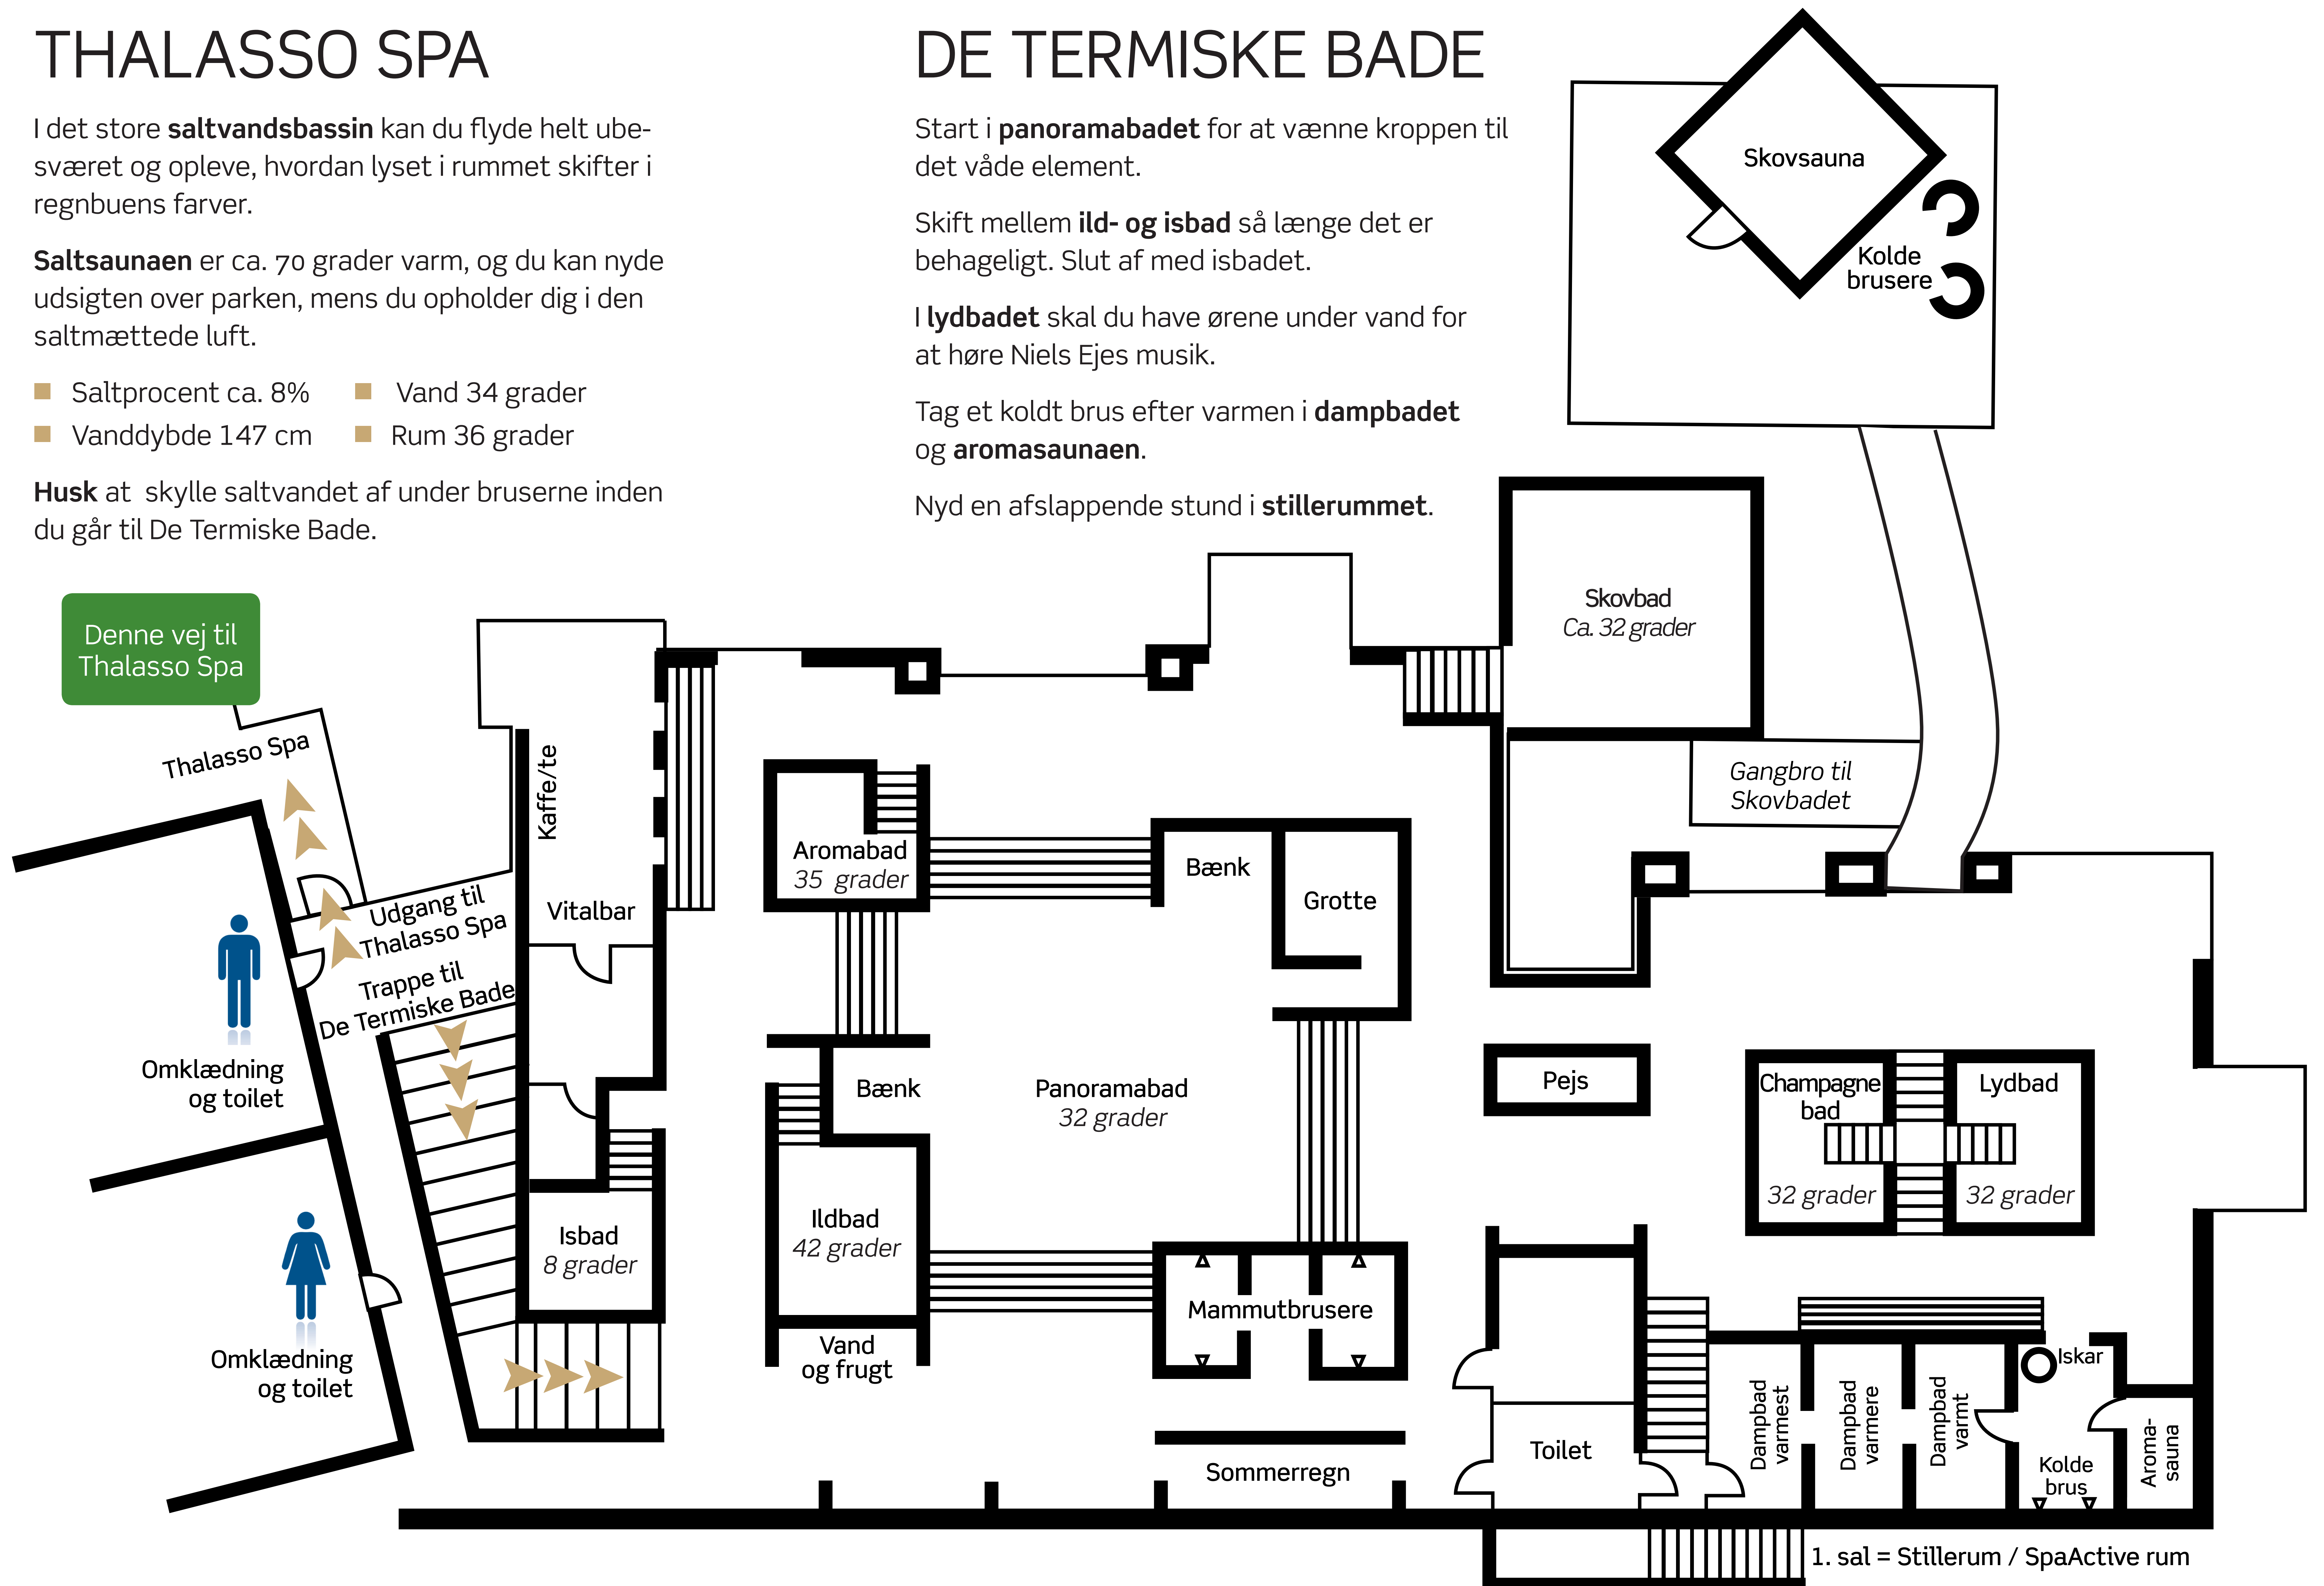 THALASSO SPA
I det store saltvandsbassin kan du flyde helt ube-
sværet og opleve, hvordan lyset i rummet skifter i
regnbuens farver.
Saltsaunaen er ca. 70 grader varm, og du kan nyde
udsigten over parken, mens du opholder dig i den
saltmættede luft.
Saltprocent ca. 8%
Vand 34 grader
Vanddybde 147 cm
Rum 36 grader
Husk at skylle saltvandet af under bruserne inden
du går til De Termiske Bade.
DE TERMISKE BADE
Start i panoramabadet for at vænne kroppen til
det våde element.
Skift mellem ild- og isbad så længe det er
behageligt. Slut af med isbadet.
I lydbadet skal du have ørene under vand for
at høre Niels Ejes musik.
Tag et koldt brus efter varmen i dampbadet
og aromasaunaen.
Nyd en afslappende stund i stillerummet.
Skovsauna
Kolde
brusere
Skovbad
Ca. 32 grader
Gangbro til
Skovbadet
Denne vej til
Thalasso Spa
Thalasso Spa
Udgang til
Thalasso Spa
Trappe til
De Termiske Bade
Omklædning
og toilet
Omklædning
og toilet
Kaffe/te
Vitalbar
Isbad
8 grader
Aromabad
35 grader
Bænk
Grotte
Bænk
Panoramabad
32 grader
Ildbad
42 grader
Vand
og frugt
Mammutbrusere
Sommerregn
Pejs
Champagne
bad
32 grader
Lydbad
32 grader
Toilet
Dampbad
varmest
Dampbad
varmere
Dampbad
varmt
Iskar
Kolde
brus
Aroma-
sauna
1. sal = Stillerum / SpaActive rum